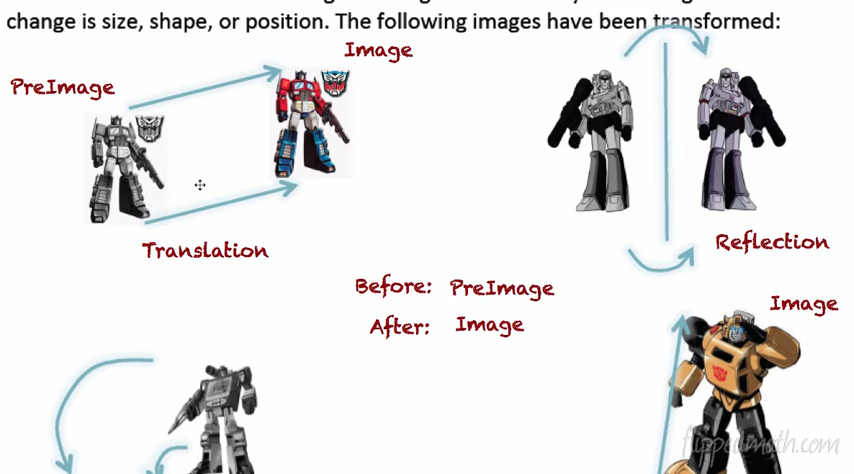 change is size, shape, or position. The following images have been transformed:
Image
PreImage
Translation
Reflection
Before: PreImage
After: Image
Image
flippedmath.com